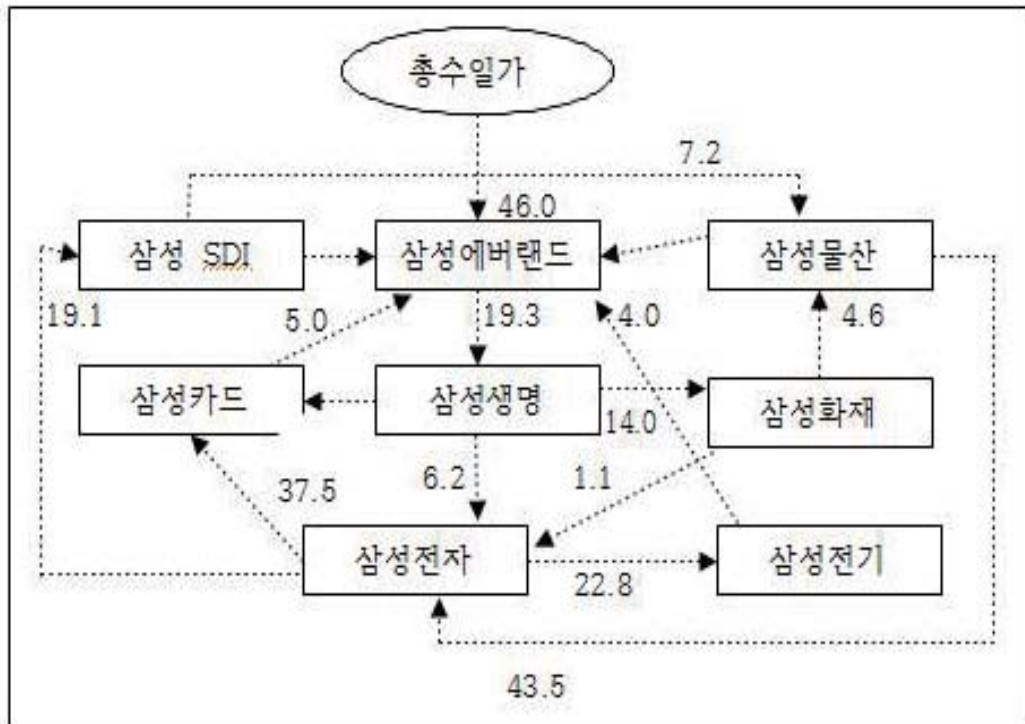 총수일가
7.2
46.0
삼성 SDI
삼성에버랜드
삼성물산
19.1
5.0
19.3
4.0
4.6
삼성카드
삼성생명
삼성화재
14.0
37.5
6.2
1.1
삼성전자
삼성전기
22.8
43.5